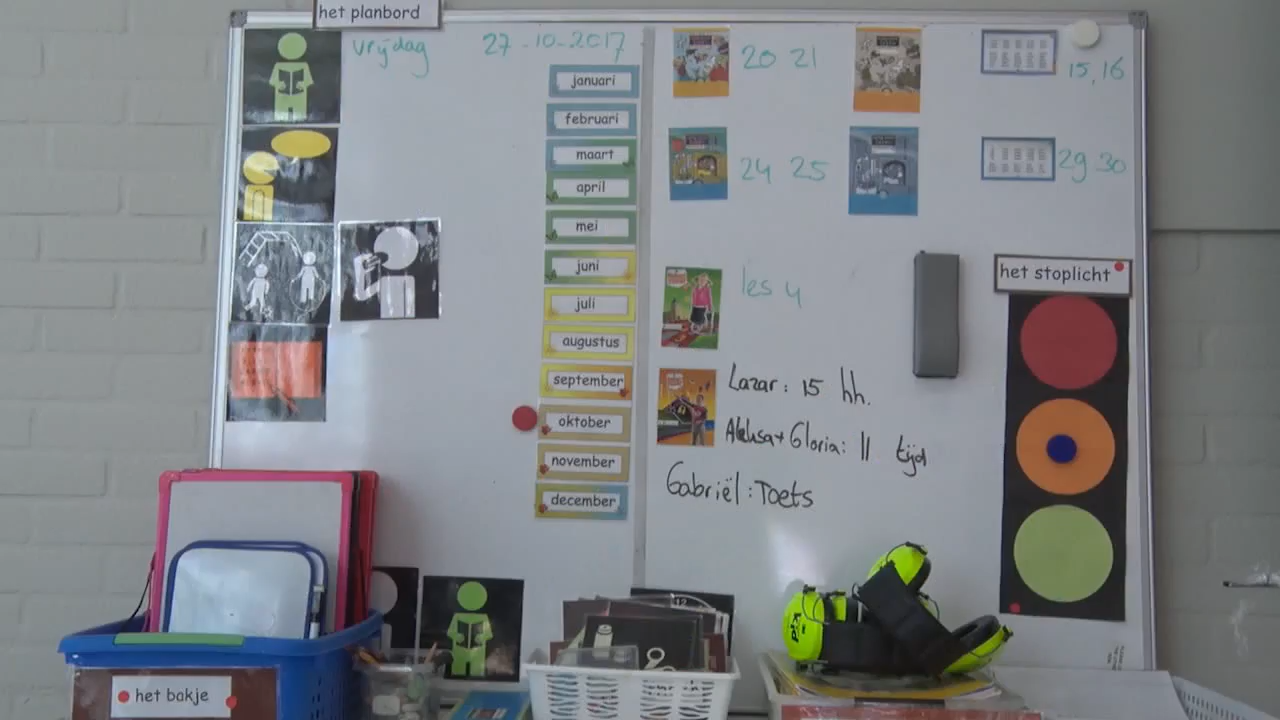 het planbord
vrijdag 27-10-2017
januari
februari
maart
april
mei
juni
juli
augustus
september
oktober
november
december
20 21
15, 16
24 25
29 30
les 4
Lazar: 15 hh.
Aleksa + Gloria: 11 tijd
Gabriël: Toets
het stoplicht
het bakje
12